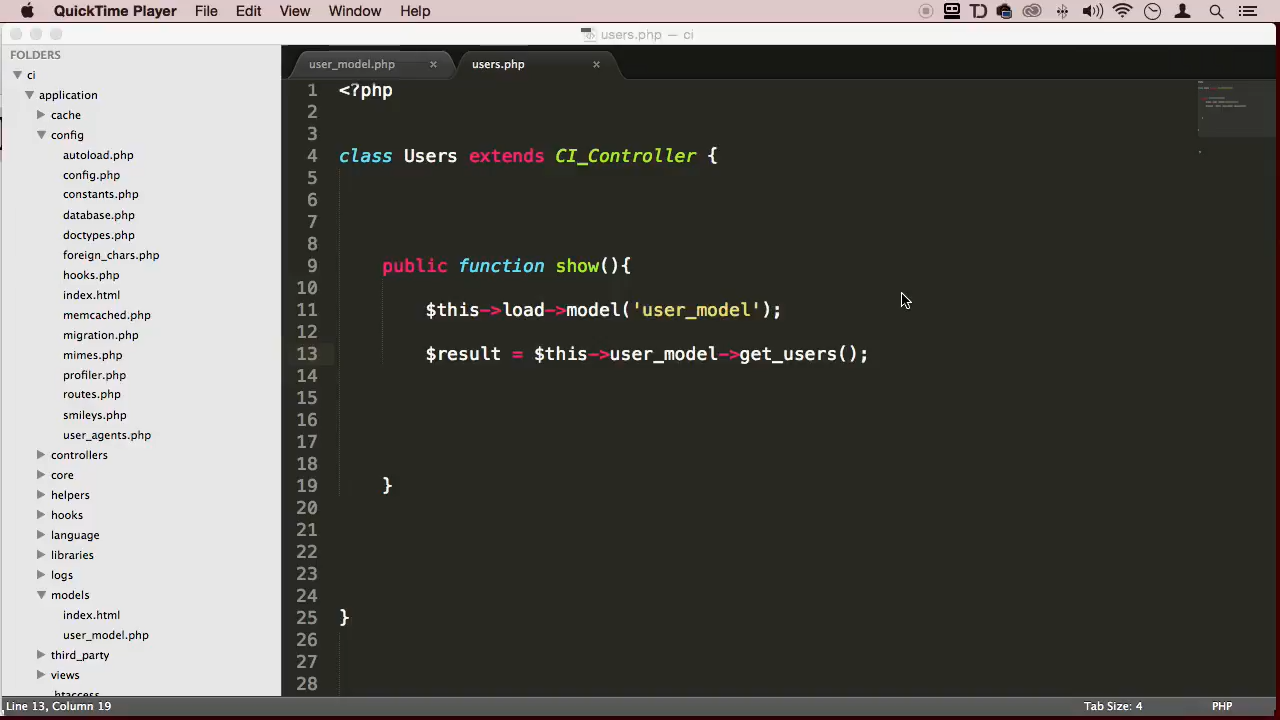 QuickTime Player File Edit View Window Help
users.php — ci
FOLDERS
ci
application
cache
config
autoload.php
config.php
constants.php
database.php
doctypes.php
foreign_chars.php
hooks.php
index.html
memcached.php
migration.php
mimes.php
profiler.php
routes.php
smileys.php
user_agents.php
controllers
core
helpers
hooks
language
libraries
logs
models
index.html
user_model.php
third_party
views
.htaccess
user_model.php × users.php ×
1 <?php
2
3
4 class Users extends CI_Controller {
5
6
7
8
9 public function show(){
10
11 $this->load->model('user_model');
12
13 $result = $this->user_model->get_users();
14
15
16
17
18
19 }
20
21
22
23
24
25 }
26
27
28
Line 13, Column 19 Tab Size: 4 PHP